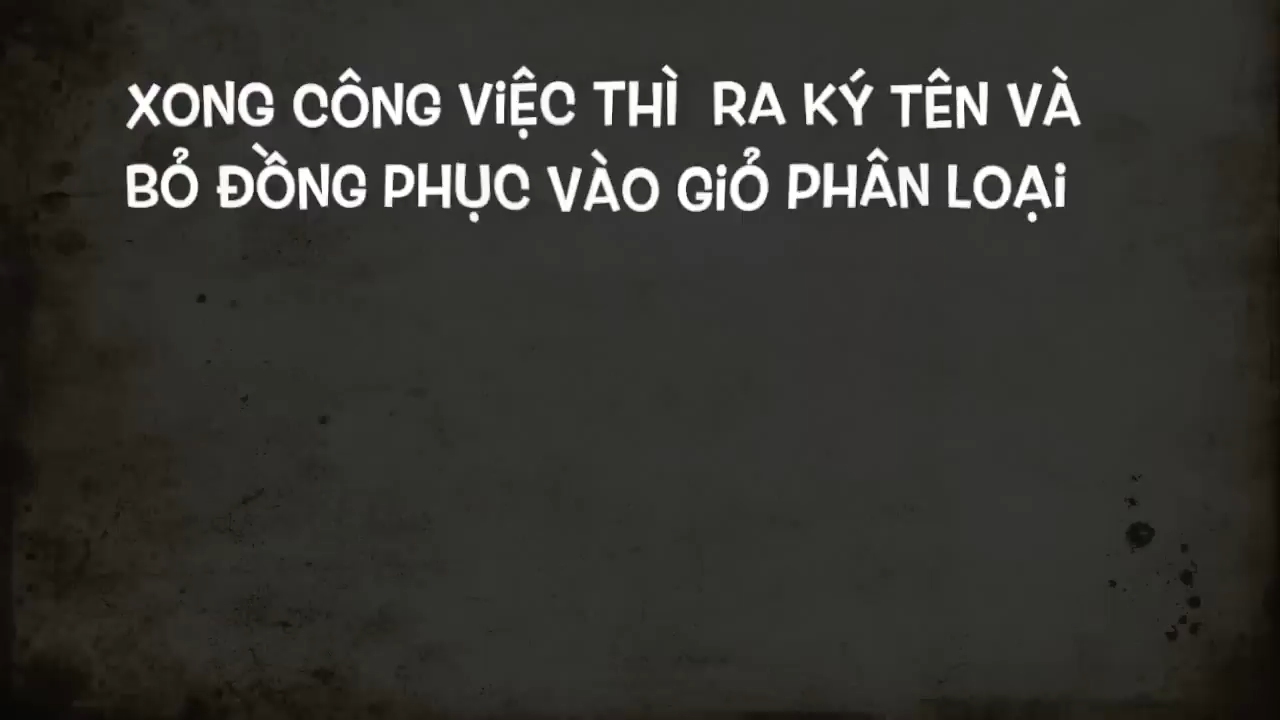 XONG CÔNG ViỆC THÌ RA KÝ TÊN VÀ
BỎ ĐỒNG PHỤC VÀO GiỎ PHÂN LOẠi